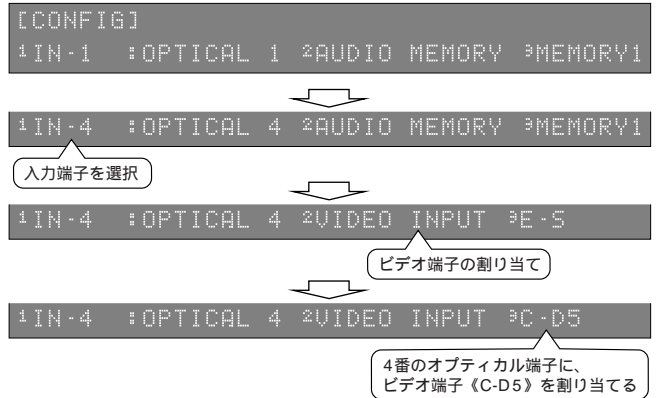 [CONFIG]
¹IN-1 :OPTICAL 1 ²AUDIO MEMORY ³MEMORY1
¹IN-4 :OPTICAL 4 ²AUDIO MEMORY ³MEMORY1
入力端子を選択
¹IN-4 :OPTICAL 4 ²VIDEO INPUT ³E-S
ビデオ端子の割り当て
¹IN-4 :OPTICAL 4 ²VIDEO INPUT ³C-D5
4番のオプティカル端子に、
ビデオ端子《C-D5》を割り当てる